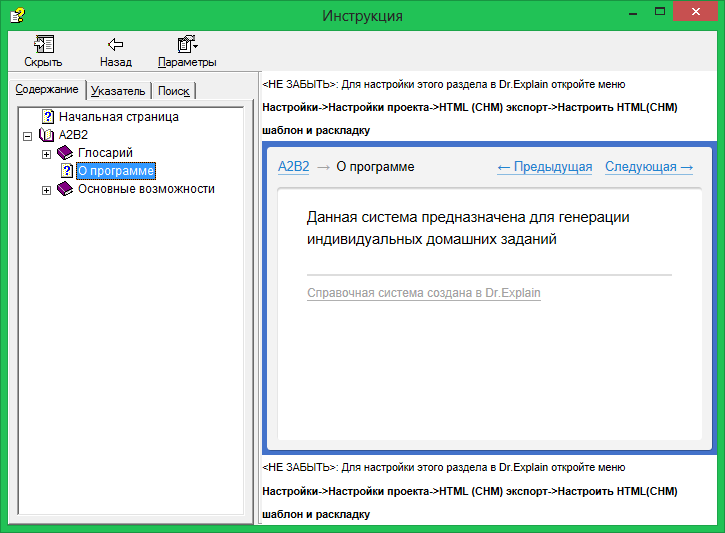 Инструкция
Скрыть
Назад
Параметры
Содержание
Указатель
Поиск
Начальная страница
A2B2
Глосарий
О программе
Основные возможности
<НЕ ЗАБЫТЬ>: Для настройки этого раздела в Dr.Explain откройте меню
Настройки->Настройки проекта->HTML (CHM) экспорт->Настроить HTML(CHM)
шаблон и раскладку
A2B2 → О программе
← Предыдущая Следующая →
Данная система предназначена для генерации
индивидуальных домашних заданий
Справочная система создана в Dr.Explain
<НЕ ЗАБЫТЬ>: Для настройки этого раздела в Dr.Explain откройте меню
Настройки->Настройки проекта->HTML (CHM) экспорт->Настроить HTML(CHM)
шаблон и раскладку